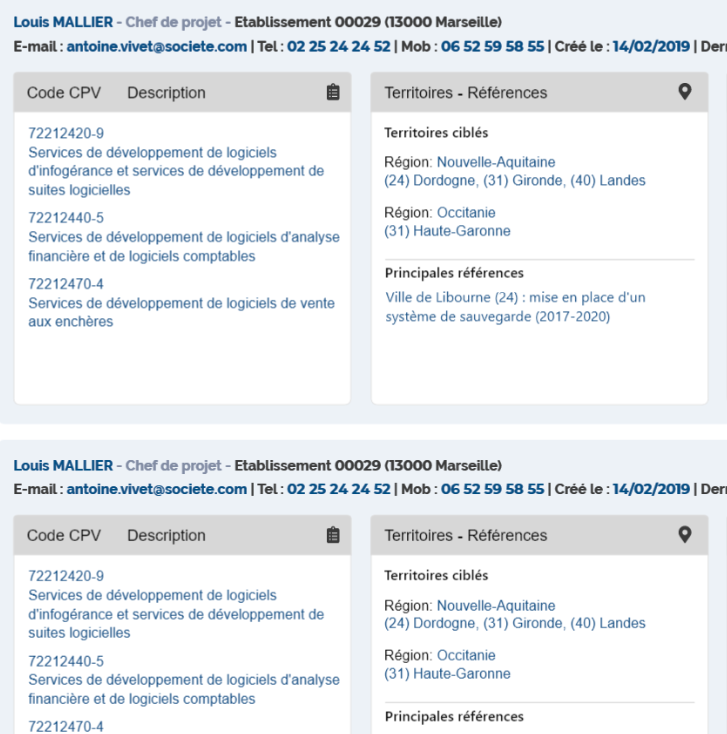 Louis MALLIER - Chef de projet - Etablissement 00029 (13000 Marseille)
E-mail : antoine.vivet@societe.com | Tel : 02 25 24 24 52 | Mob : 06 52 59 58 55 | Créé le : 14/02/2019 |
Code CPV Description
72212420-9
Services de développement de logiciels
d'infogérance et services de développement de
suites logicielles
72212440-5
Services de développement de logiciels d'analyse
financière et de logiciels comptables
72212470-4
Services de développement de logiciels de vente
aux enchères
Territoires - Références
Territoires ciblés
Région: Nouvelle-Aquitaine
(24) Dordogne, (31) Gironde, (40) Landes
Région: Occitanie
(31) Haute-Garonne
Principales références
Ville de Libourne (24) : mise en place d'un
système de sauvegarde (2017-2020)
Louis MALLIER - Chef de projet - Etablissement 00029 (13000 Marseille)
E-mail : antoine.vivet@societe.com | Tel : 02 25 24 24 52 | Mob : 06 52 59 58 55 | Créé le : 14/02/2019 |
Code CPV Description
72212420-9
Services de développement de logiciels
d'infogérance et services de développement de
suites logicielles
72212440-5
Services de développement de logiciels d'analyse
financière et de logiciels comptables
72212470-4
Territoires - Références
Territoires ciblés
Région: Nouvelle-Aquitaine
(24) Dordogne, (31) Gironde, (40) Landes
Région: Occitanie
(31) Haute-Garonne
Principales références